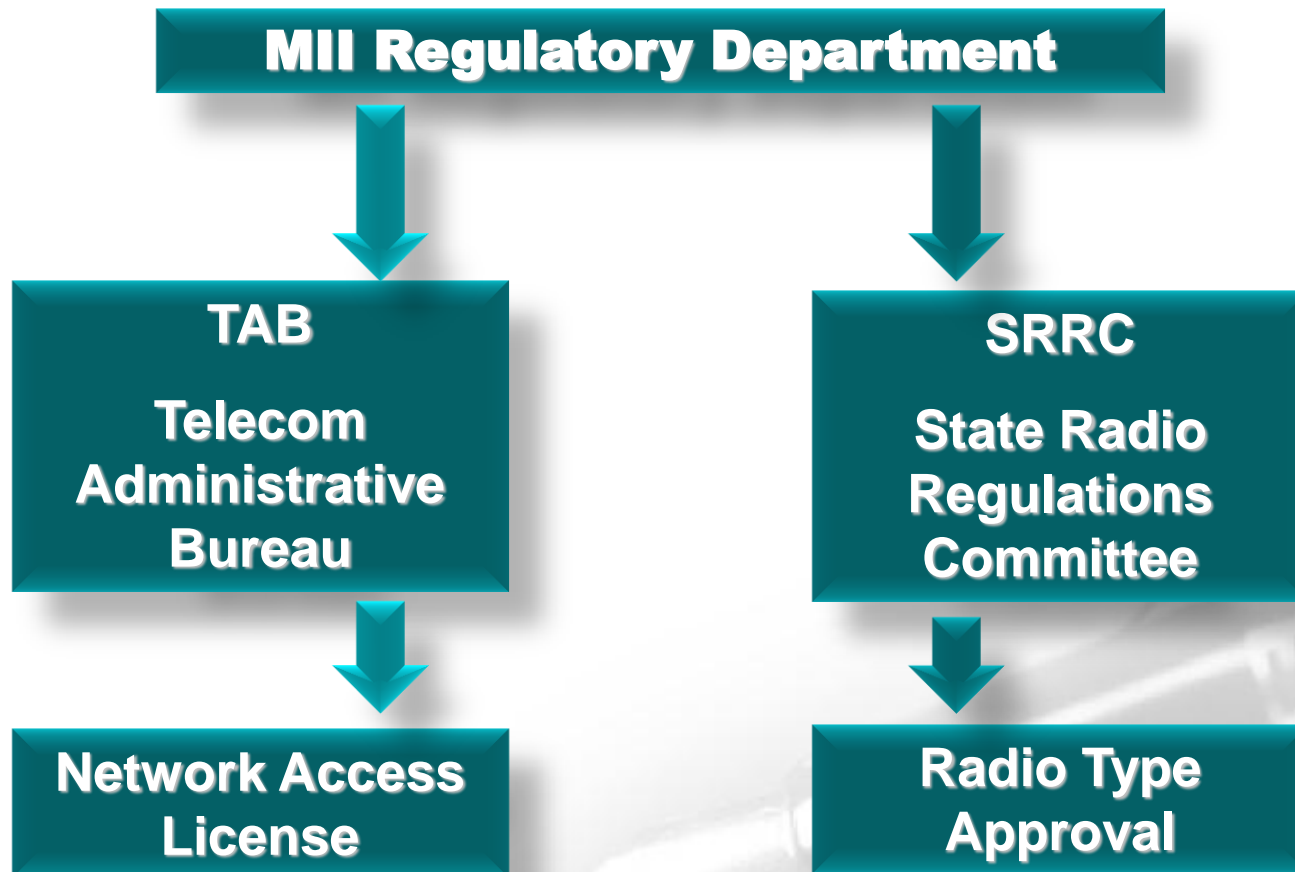 MII Regulatory Department
TAB
Telecom
Administrative
Bureau
SRRC
State Radio
Regulations
Committee
Network Access
License
Radio Type
Approval